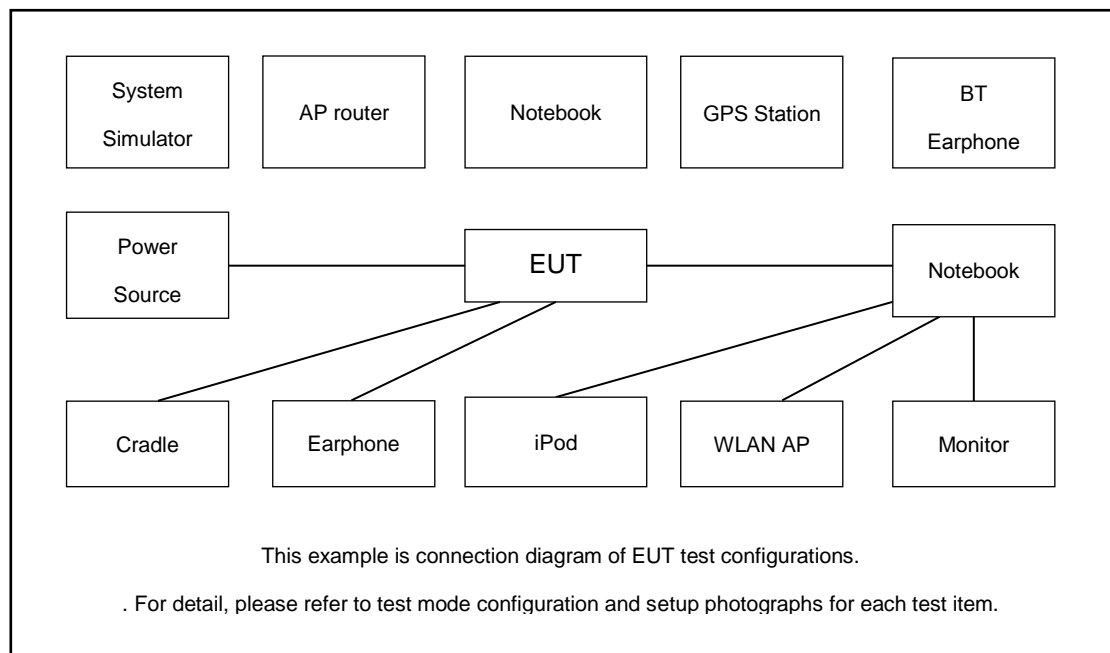 System
Simulator
AP router
Notebook
GPS Station
BT
Earphone
Power
Source
EUT
Notebook
Cradle
Earphone
iPod
WLAN AP
Monitor
This example is connection diagram of EUT test configurations.
. For detail, please refer to test mode configuration and setup photographs for each test item.